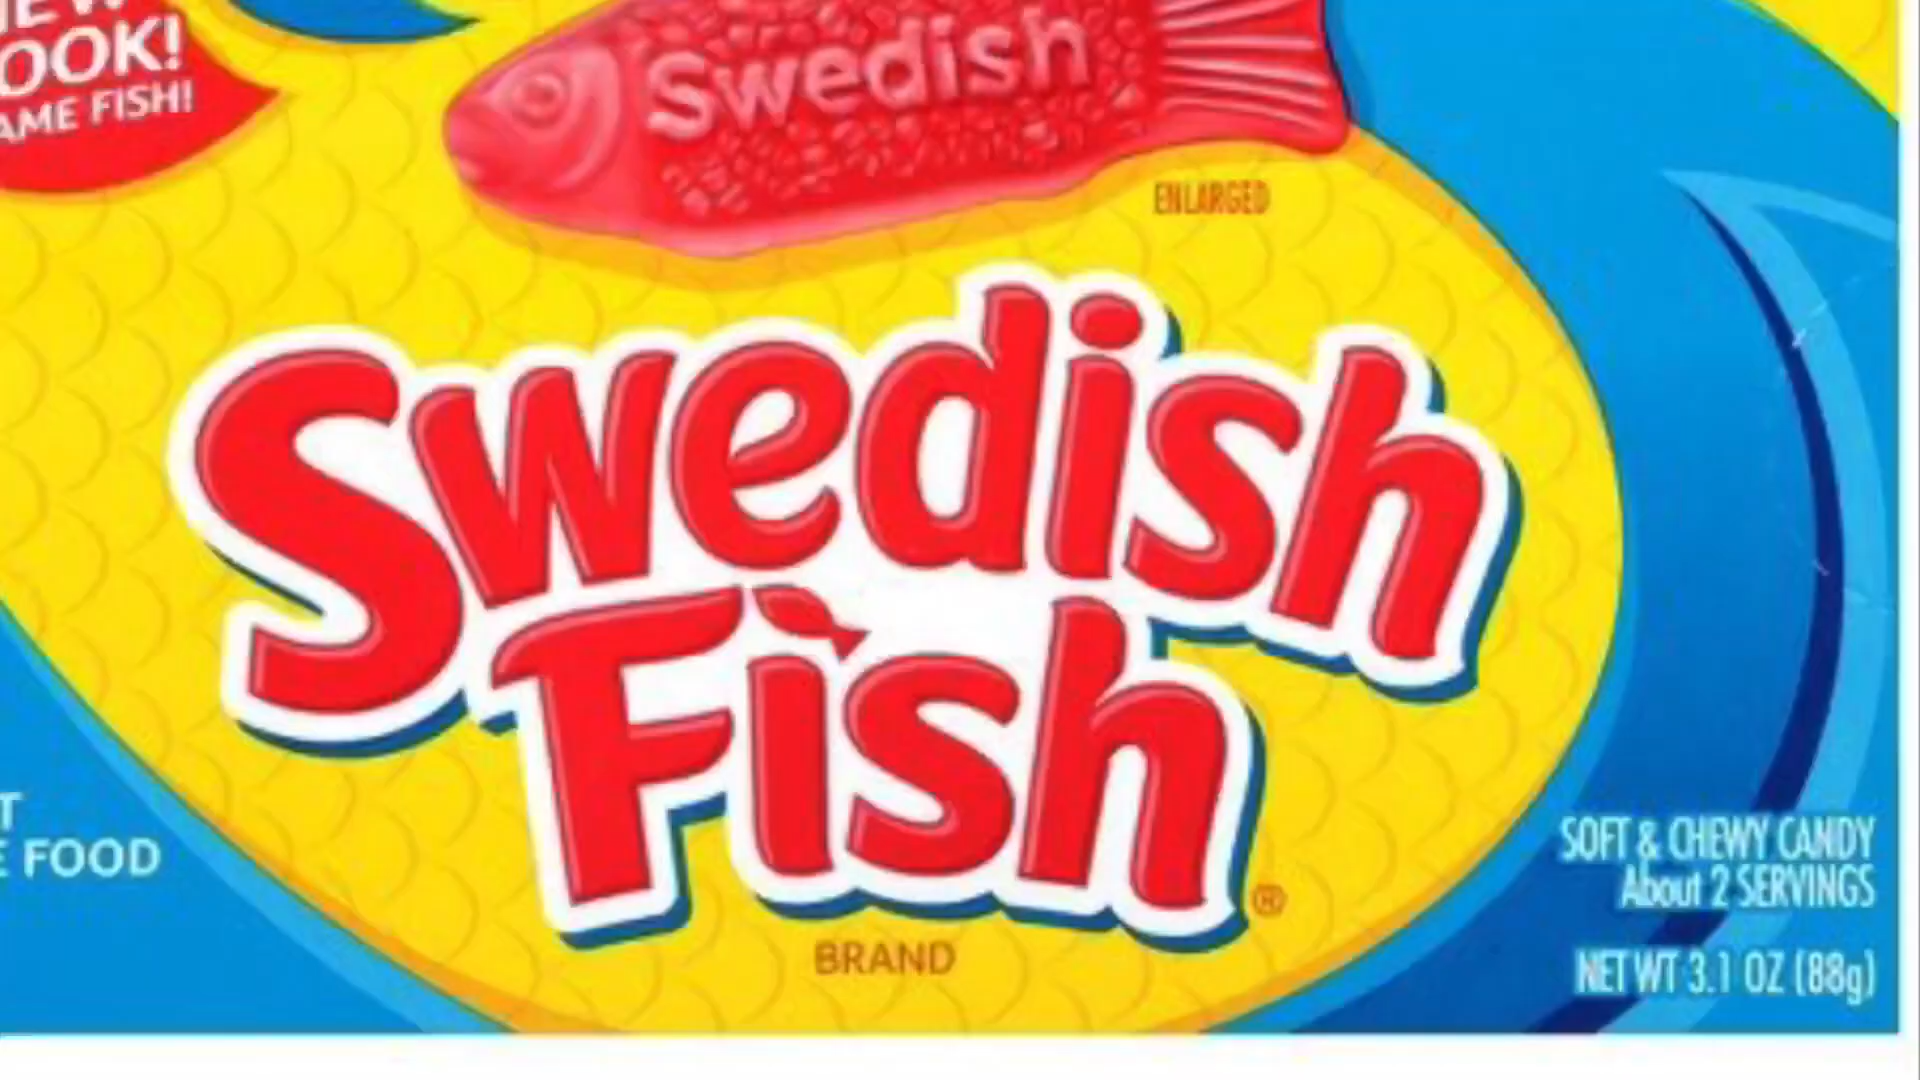 OOK!
AME FISH!
Swedish
ENLARGED
Swedish
Fish
®
BRAND
T
E FOOD
SOFT & CHEWY CANDY
About 2 SERVINGS
NET WT 3.1 OZ (88g)